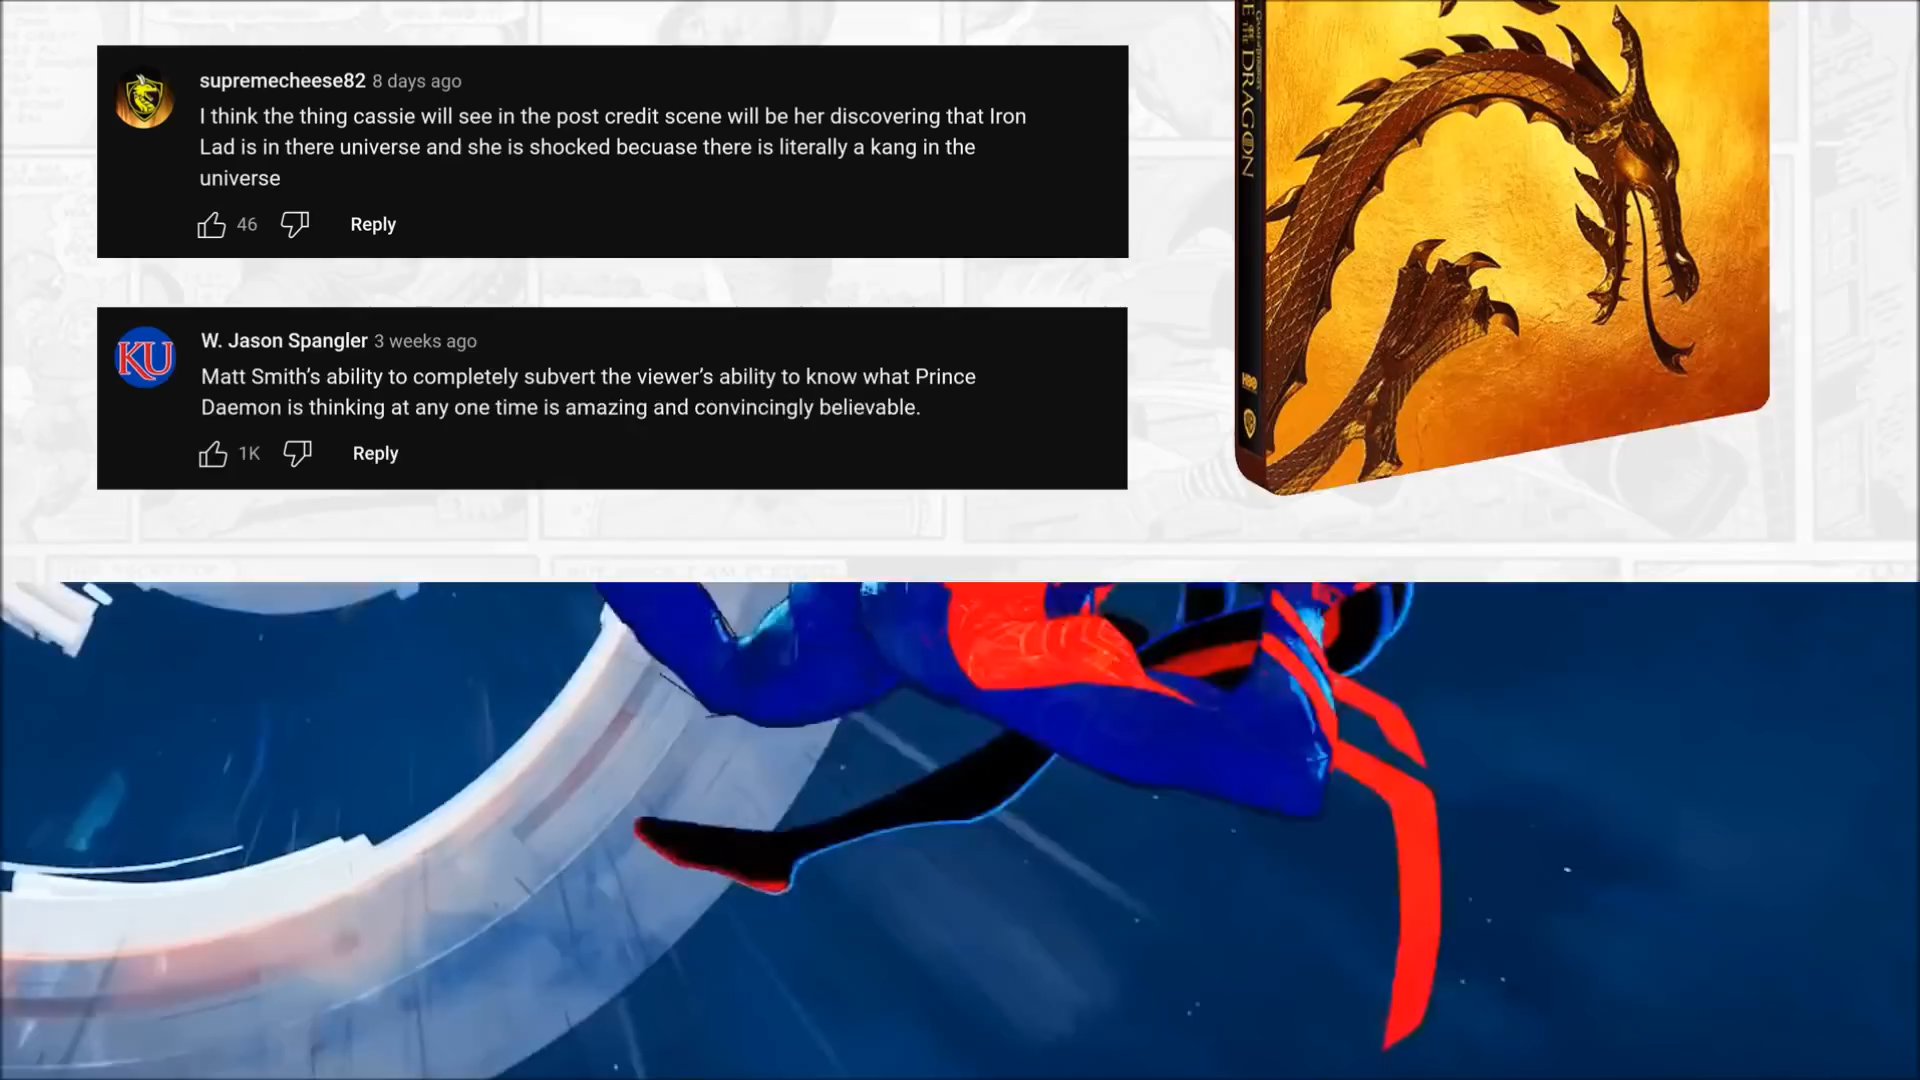 supremecheese82 8 days ago
I think the thing cassie will see in the post credit scene will be her discovering that Iron
Lad is in there universe and she is shocked becuase there is literally a kang in the
universe
46 Reply
W. Jason Spangler 3 weeks ago
KU
Matt Smith’s ability to completely subvert the viewer’s ability to know what Prince
Daemon is thinking at any one time is amazing and convincingly believable.
1K Reply
THE DRAGON
HBO